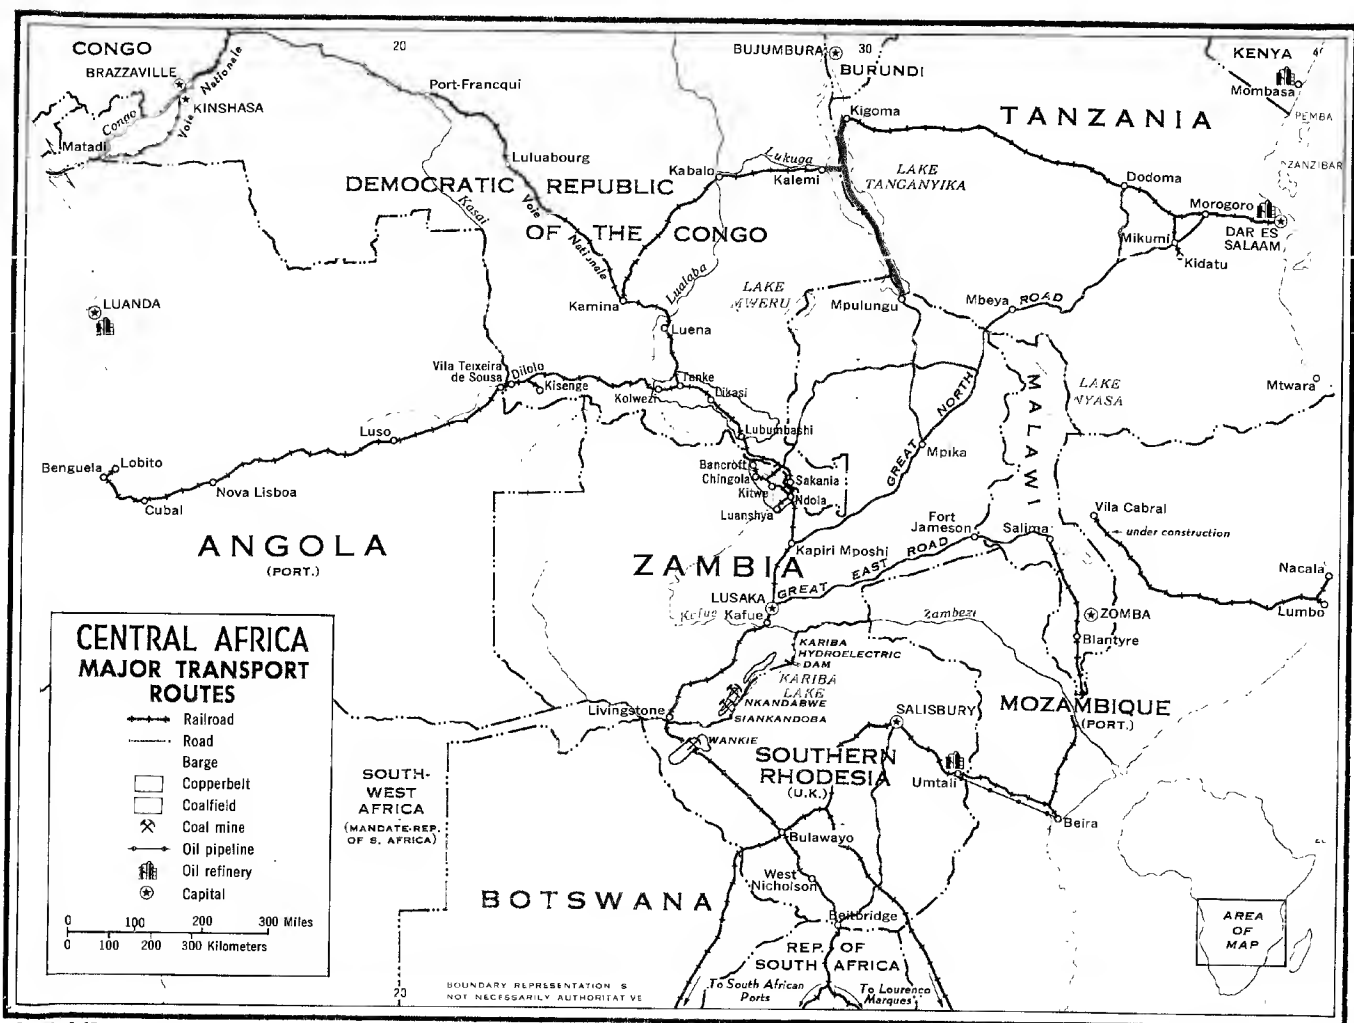 CONGO
BRAZZAVILLE
KINSHASA
Voie Nationale
Congo
Matadi
20
Port-Francqui
Luluabourg
DEMOCRATIC REPUBLIC
OF THE CONGO
Kasai
Voie Nationale
Kabalo
Lukuga
Kalemi
Lualaba
Kamina
Luena
BUJUMBURA
30
BURUNDI
Kigoma
TANZANIA
KENYA
Mombasa
PEMBA
ZANZIBAR
LAKE
TANGANYIKA
Dodoma
Morogoro
DAR ES
SALAAM
Mikumi
Kidatu
LAKE
MWERU
Mpulungu
Mbeya
ROAD
LUANDA
Vila Teixeira
de Sousa
Dilolo
Kisenge
Kolwezi
Tenke
Likasi
Lubumbashi
NORTH
MALAWI
LAKE
NYASA
Mtwara
Luso
Benguela
Lobito
Nova Lisboa
Cubal
Bancroft
Chingola
Kitwe
Sakania
Ndola
Luanshya
GREAT
Mpika
ANGOLA
(PORT.)
ZAMBIA
Kapiri Mposhi
Fort
Jameson
Salima
Vila Cabral
under construction
GREAT EAST ROAD
Nacala
Lumbo
LUSAKA
Kafue
Kafue
Zambezi
ZOMBA
Blantyre
KARIBA
HYDROELECTRIC
DAM
KARIBA
LAKE
NKANDABWE
SIANKANDOBA
Livingstone
WANKIE
SALISBURY
MOZAMBIQUE
(PORT.)
SOUTHERN
RHODESIA
(U.K.)
Umtali
Beira
SOUTH-
WEST
AFRICA
(MANDATE-REP.
OF S. AFRICA)
Bulawayo
West
Nicholson
BOTSWANA
Beitbridge
REP. OF
SOUTH AFRICA
To South African
Ports
To Lourenco
Marques
CENTRAL AFRICA
MAJOR TRANSPORT
ROUTES
Railroad
Road
Barge
Copperbelt
Coalfield
Coal mine
Oil pipeline
Oil refinery
Capital
0 100 200 300 Miles
0 100 200 300 Kilometers
20
BOUNDARY REPRESENTATION S
NOT NECESSARILY AUTHORITATIVE
AREA
OF
MAP